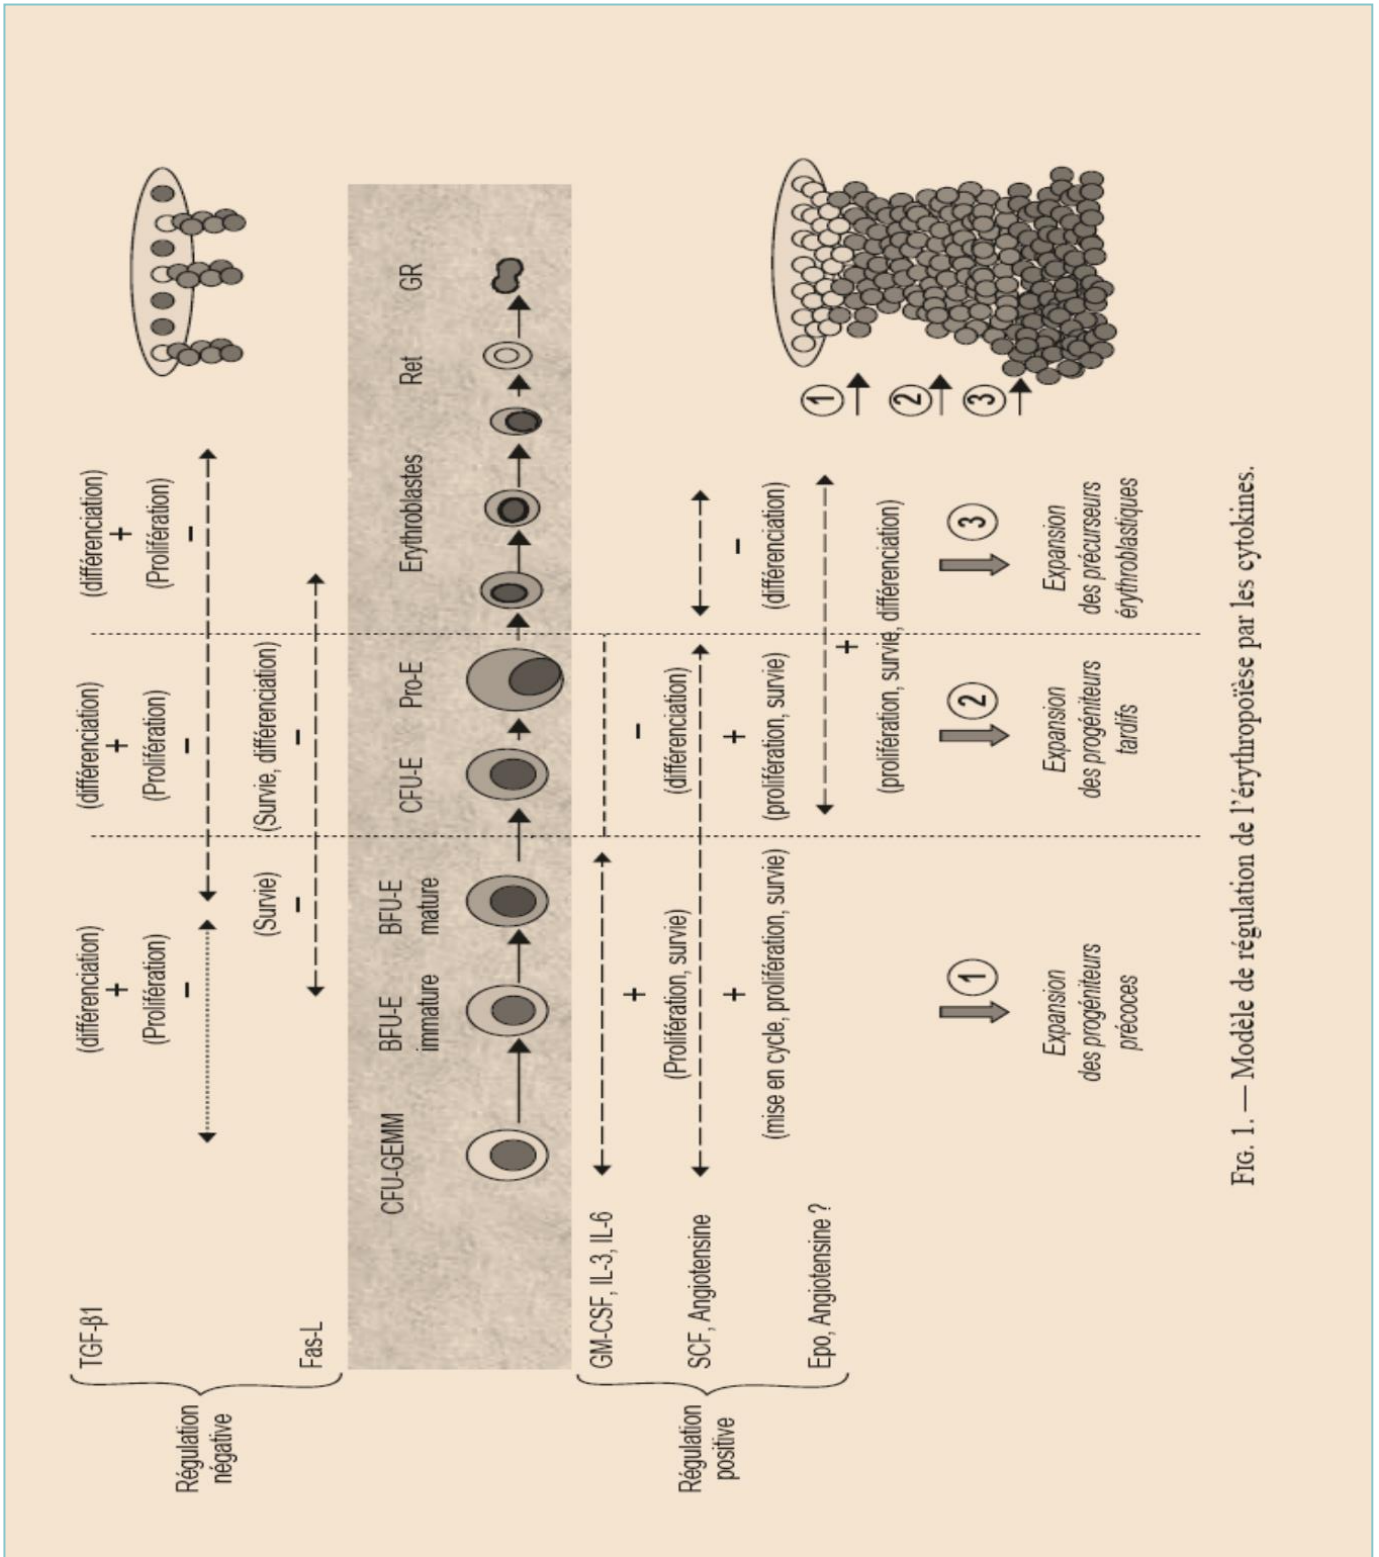 TGF-β1
(différenciation)
+
(Prolifération)
−
(différenciation)
+
(Prolifération)
−
(différenciation)
+
(Prolifération)
−
Régulation
négative
Fas-L
(Survie)
−
(Survie, différenciation)
−
CFU-GEMM
BFU-E
immature
BFU-E
mature
CFU-E
Pro-E
Erythroblastes
Ret
GR
GM-CSF, IL-3, IL-6
+
(Prolifération, survie)
−
(différenciation)
Régulation
positive
SCF, Angiotensine
+
(mise en cycle, prolifération, survie)
+
(prolifération, survie)
−
(différenciation)
Epo, Angiotensine ?
+
(prolifération, survie, différenciation)
1
2
3
1
Expansion
des progéniteurs
précoces
2
Expansion
des progéniteurs
tardifs
3
Expansion
des précurseurs
érythroblastiques
FIG. 1. — Modèle de régulation de l'érythropoïèse par les cytokines.